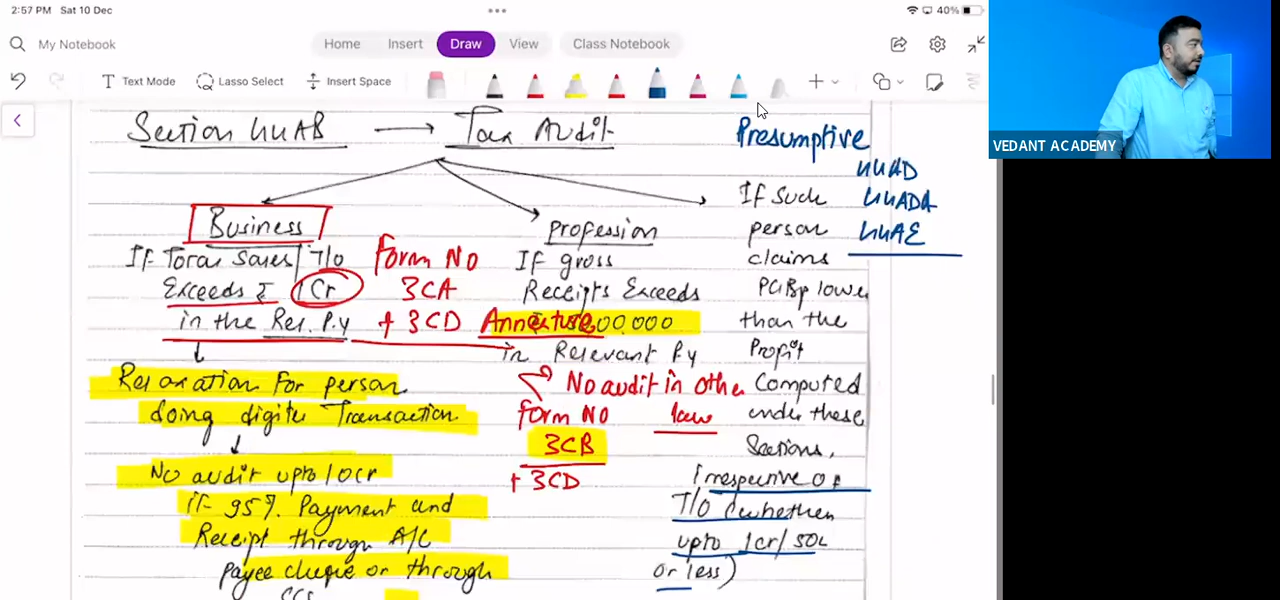 2:57 PM Sat 10 Dec
40%
My Notebook
Home Insert Draw View Class Notebook
Text Mode Lasso Select Insert Space
VEDANT ACADEMY
Section 44AB → Tax Audit
Presumptive
44AD
44ADA
44AE
Business
If Total Sales/T/o
Exceeds ₹ 1Cr
in the Rel. P.y
Relaxation for person
doing digital Transaction
No audit upto 10cr
if 95% Payment and
Receipt through A/C
payee cheque or through
ECS
Form No
3CA
+ 3CD Annexture
Profession
If gross
Receipts Exceeds
00,000
in Relevant P.y
No audit in other
law
Form No
3CB
+ 3CD
If such
person
claims
PGBP lower
than the
Profit
Computed
under these
Sections,
Irrespective of
T/O (whether
upto 1cr/50L
or less)